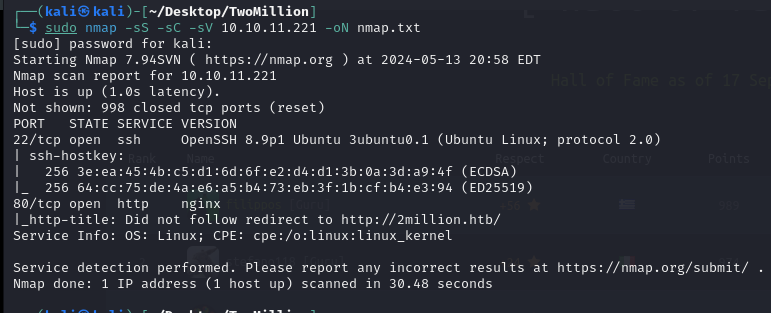 ┌──(kali㉿kali)-[~/Desktop/TwoMillion]
└─$ sudo nmap -sS -sC -sV 10.10.11.221 -oN nmap.txt
[sudo] password for kali:
Starting Nmap 7.94SVN ( https://nmap.org ) at 2024-05-13 20:58 EDT
Nmap scan report for 10.10.11.221
Hall of Fame as of 17 Sep
Host is up (1.0s latency).
Not shown: 998 closed tcp ports (reset)
PORT   STATE SERVICE VERSION
22/tcp open  ssh     OpenSSH 8.9p1 Ubuntu 3ubuntu0.1 (Ubuntu Linux; protocol 2.0)
| ssh-hostkey:
Rank Name Respect Country Points
|   256 3e:ea:45:4b:c5:d1:6d:6f:e2:d4:d1:3b:0a:3d:a9:4f (ECDSA)
|_  256 64:cc:75:de:4a:e6:a5:b4:73:eb:3f:1b:cf:b4:e3:94 (ED25519)
80/tcp open  http    nginx
|_http-title: Did not follow redirect to http://2million.htb/
Service Info: OS: Linux; CPE: cpe:/o:linux:linux_kernel
Service detection performed. Please report any incorrect results at https://nmap.org/submit/ .
Nmap done: 1 IP address (1 host up) scanned in 30.48 seconds
┌──(kali㉿kali)-[~/Desktop/TwoMillion]